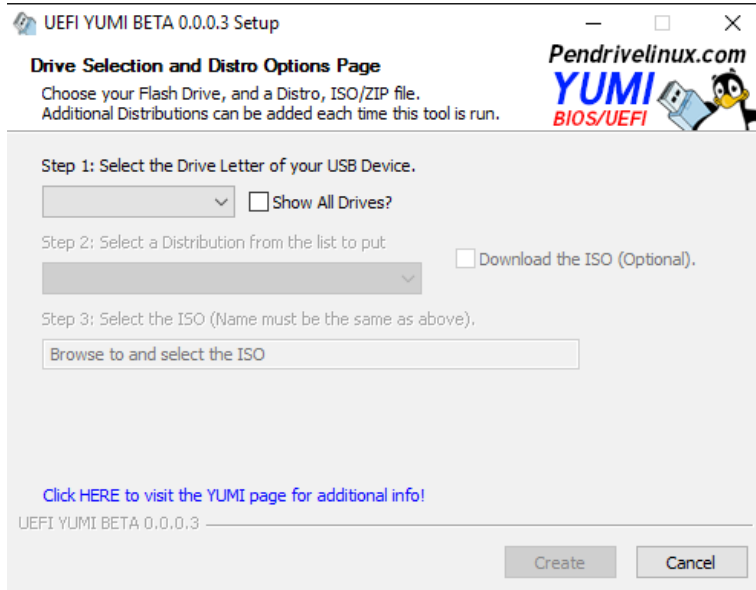 UEFI YUMI BETA 0.0.0.3 Setup
Drive Selection and Distro Options Page
Choose your Flash Drive, and a Distro, ISO/ZIP file.
Additional Distributions can be added each time this tool is run.
Pendrivelinux.com
YUMI
BIOS/UEFI
Step 1: Select the Drive Letter of your USB Device.
Show All Drives?
Step 2: Select a Distribution from the list to put
Download the ISO (Optional).
Step 3: Select the ISO (Name must be the same as above).
Browse to and select the ISO
Click HERE to visit the YUMI page for additional info!
UEFI YUMI BETA 0.0.0.3
Create
Cancel